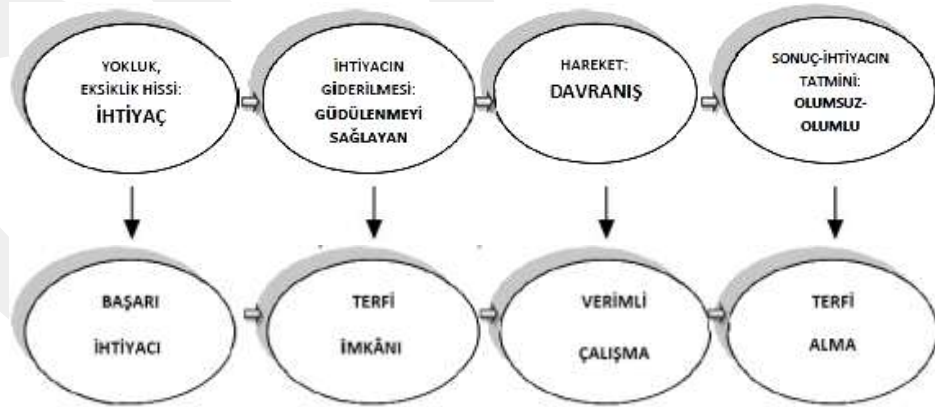 YOKLUK,
EKSİKLİK HİSSİ:
İHTİYAÇ
İHTİYACIN
GİDERİLMESİ:
GÜDÜLENMEYİ
SAĞLAYAN
HAREKET:
DAVRANIŞ
SONUÇ-İHTİYACIN
TATMİNİ:
OLUMSUZ-
OLUMLU
BAŞARI
İHTİYACI
TERFİ
İMKÂNI
VERİMLİ
ÇALIŞMA
TERFİ
ALMA